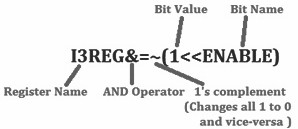 Bit Value Bit Name
I3REG&=~(1<<ENABLE)
Register Name AND Operator 1's complement
(Changes all 1 to 0
and vice-versa )